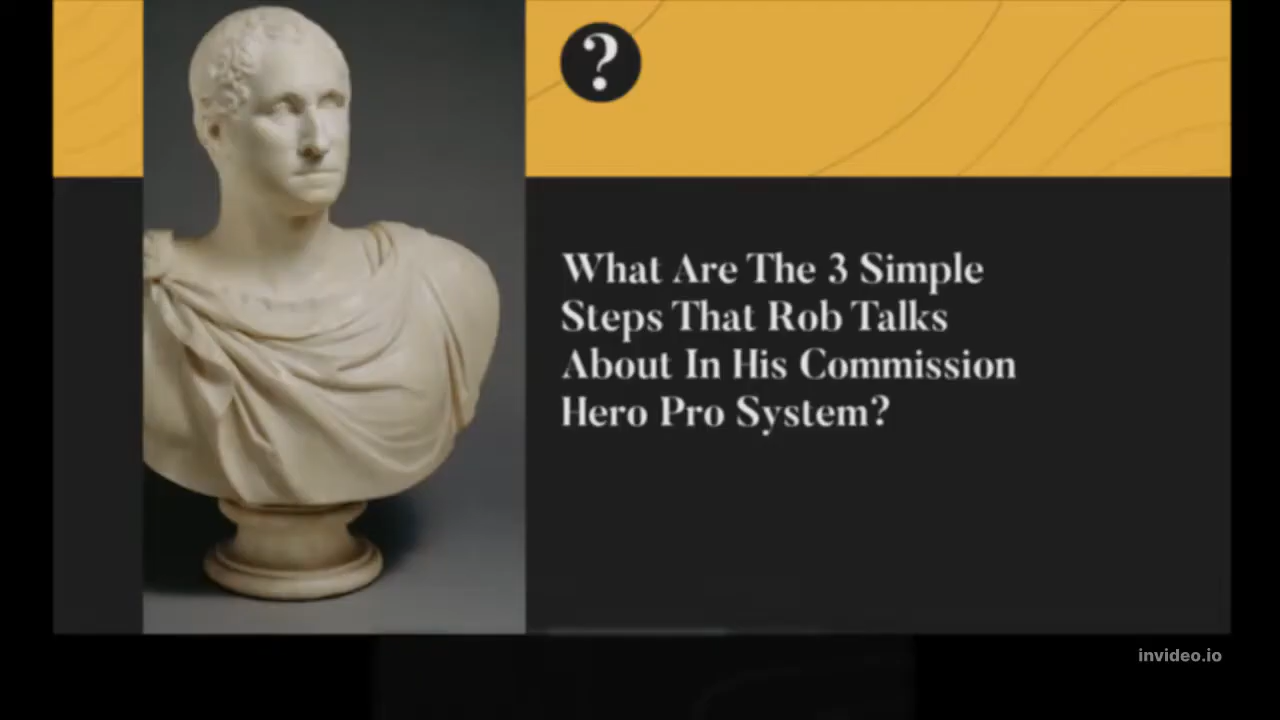 ?
What Are The 3 Simple
Steps That Rob Talks
About In His Commission
Hero Pro System?
invideo.io